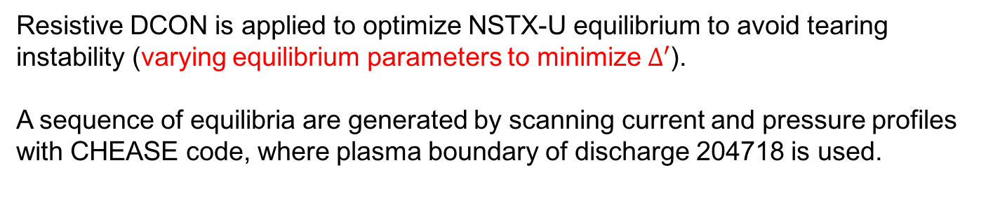 Resistive DCON is applied to optimize NSTX-U equilibrium to avoid tearing
instability (varying equilibrium parameters to minimize Δ′).
A sequence of equilibria are generated by scanning current and pressure profiles
with CHEASE code, where plasma boundary of discharge 204718 is used.